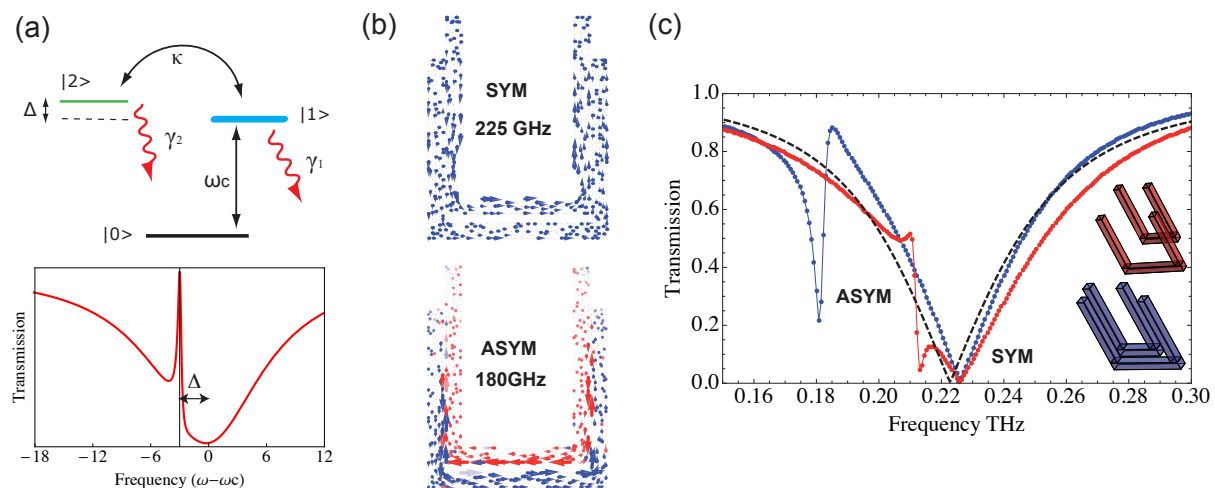 (a)
κ
|2>
Δ
|1>
γ2
γ1
ωc
|0>
Transmission
Δ
−18
−12
−6
0
6
12
Frequency (ω−ωc)
(b)
SYM
225 GHz
ASYM
180GHz
(c)
Transmission
1.0
0.8
0.6
0.4
0.2
0.0
ASYM
SYM
0.16
0.18
0.20
0.22
0.24
0.26
0.28
0.30
Frequency THz